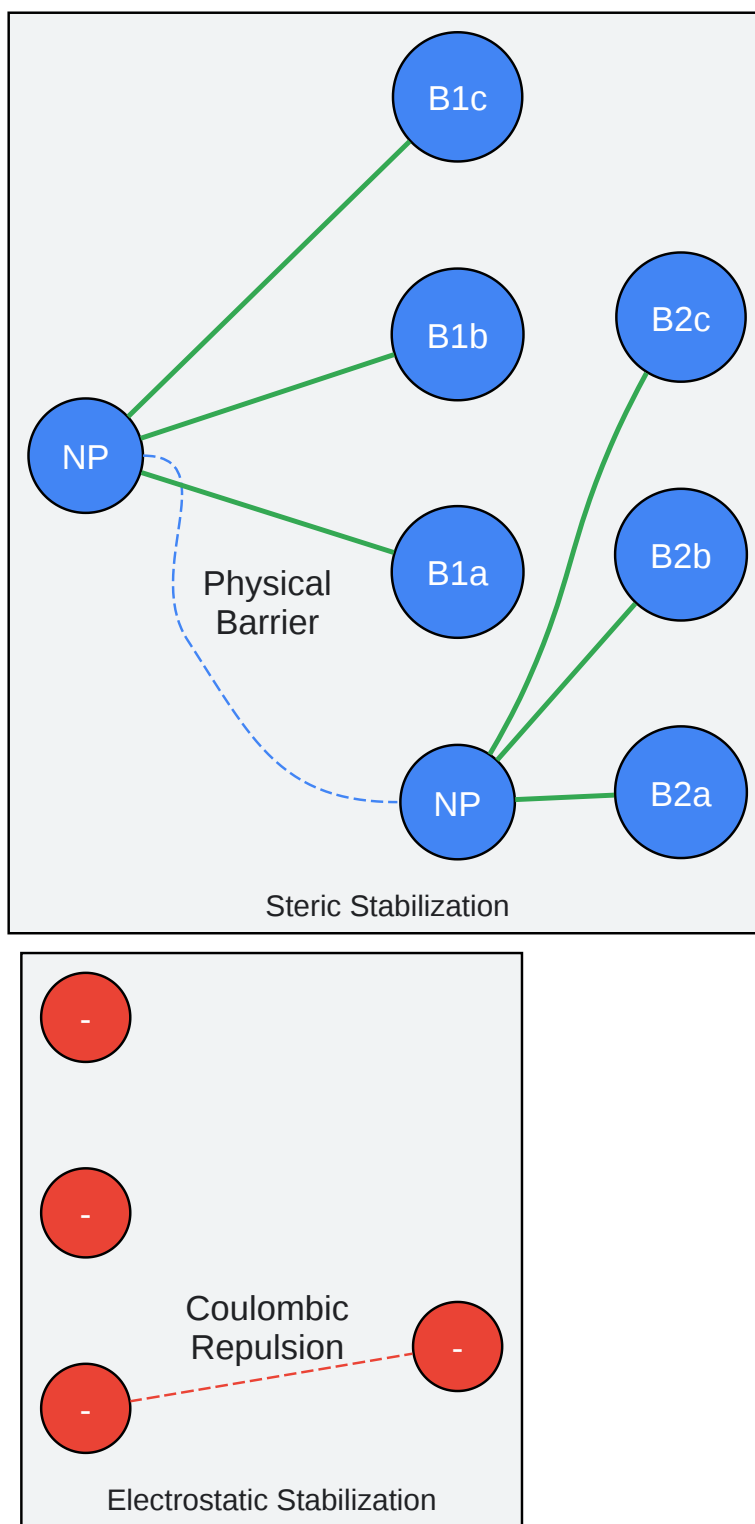 B1c
B1b
B2c
NP
B2b
B1a
Physical
Barrier
NP
B2a
Steric Stabilization
-
-
Coulombic
Repulsion
-
-
Electrostatic Stabilization